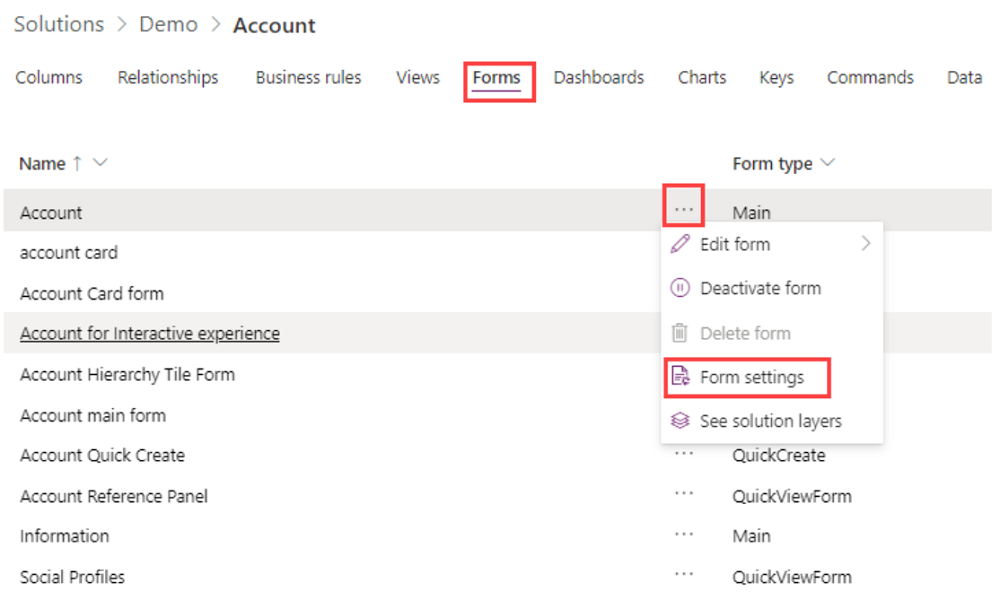 Solutions > Demo > Account
Columns Relationships Business rules Views Forms Dashboards Charts Keys Commands Data
Name ↑ Form type
Account ... Main
account card
Account Card form
Account for Interactive experience
Account Hierarchy Tile Form
Account main form
Edit form >
Deactivate form
Delete form
Form settings
See solution layers
Account Quick Create ... QuickCreate
Account Reference Panel ... QuickViewForm
Information ... Main
Social Profiles ... QuickViewForm